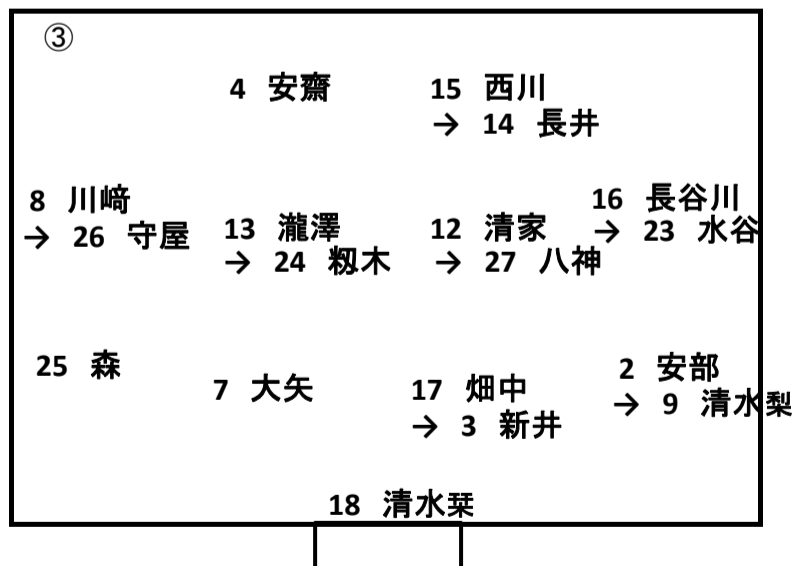 ③
4 安齋
15 西川
→ 14 長井
8 川﨑
→ 26 守屋
13 瀧澤
→ 24 籾木
12 清家
→ 27 八神
16 長谷川
→ 23 水谷
25 森
7 大矢
17 畑中
→ 3 新井
2 安部
→ 9 清水梨
18 清水栞